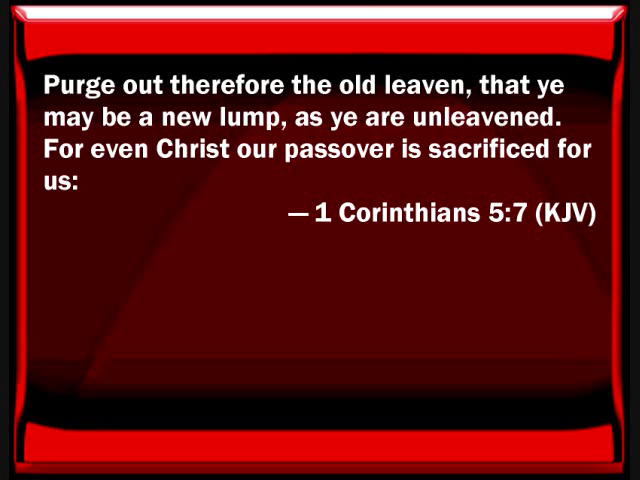 Purge out therefore the old leaven, that ye
may be a new lump, as ye are unleavened.
For even Christ our passover is sacrificed for
us:
— 1 Corinthians 5:7 (KJV)